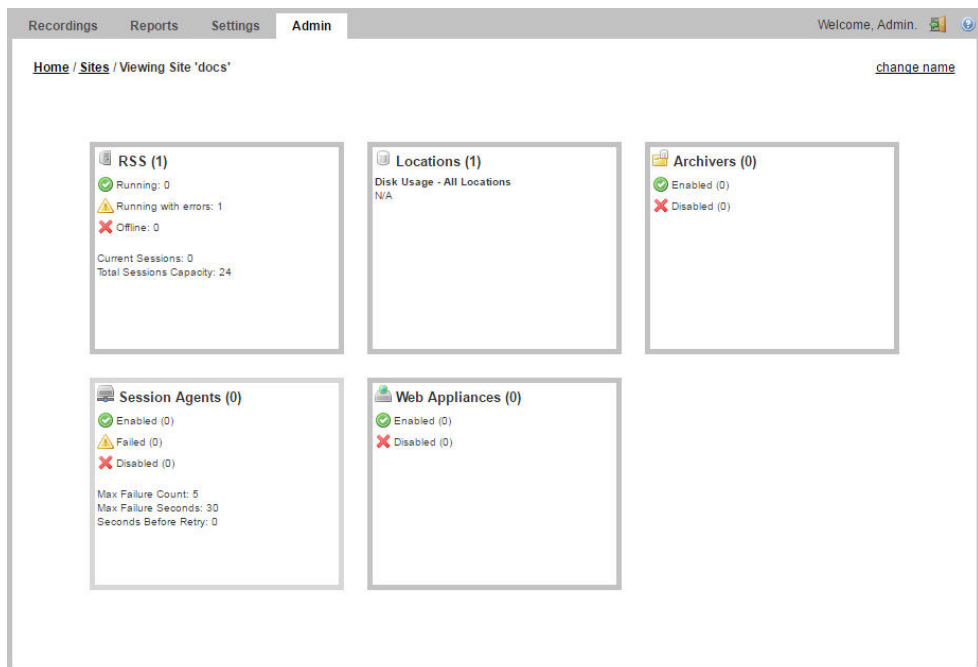 Recordings Reports Settings Admin Welcome, Admin.
Home / Sites / Viewing Site 'docs' change name
RSS (1)
Running: 0
Running with errors: 1
Offline: 0
Current Sessions: 0
Total Sessions Capacity: 24
Locations (1)
Disk Usage - All Locations
N/A
Archivers (0)
Enabled (0)
Disabled (0)
Session Agents (0)
Enabled (0)
Failed (0)
Disabled (0)
Max Failure Count: 5
Max Failure Seconds: 30
Seconds Before Retry: 0
Web Appliances (0)
Enabled (0)
Disabled (0)